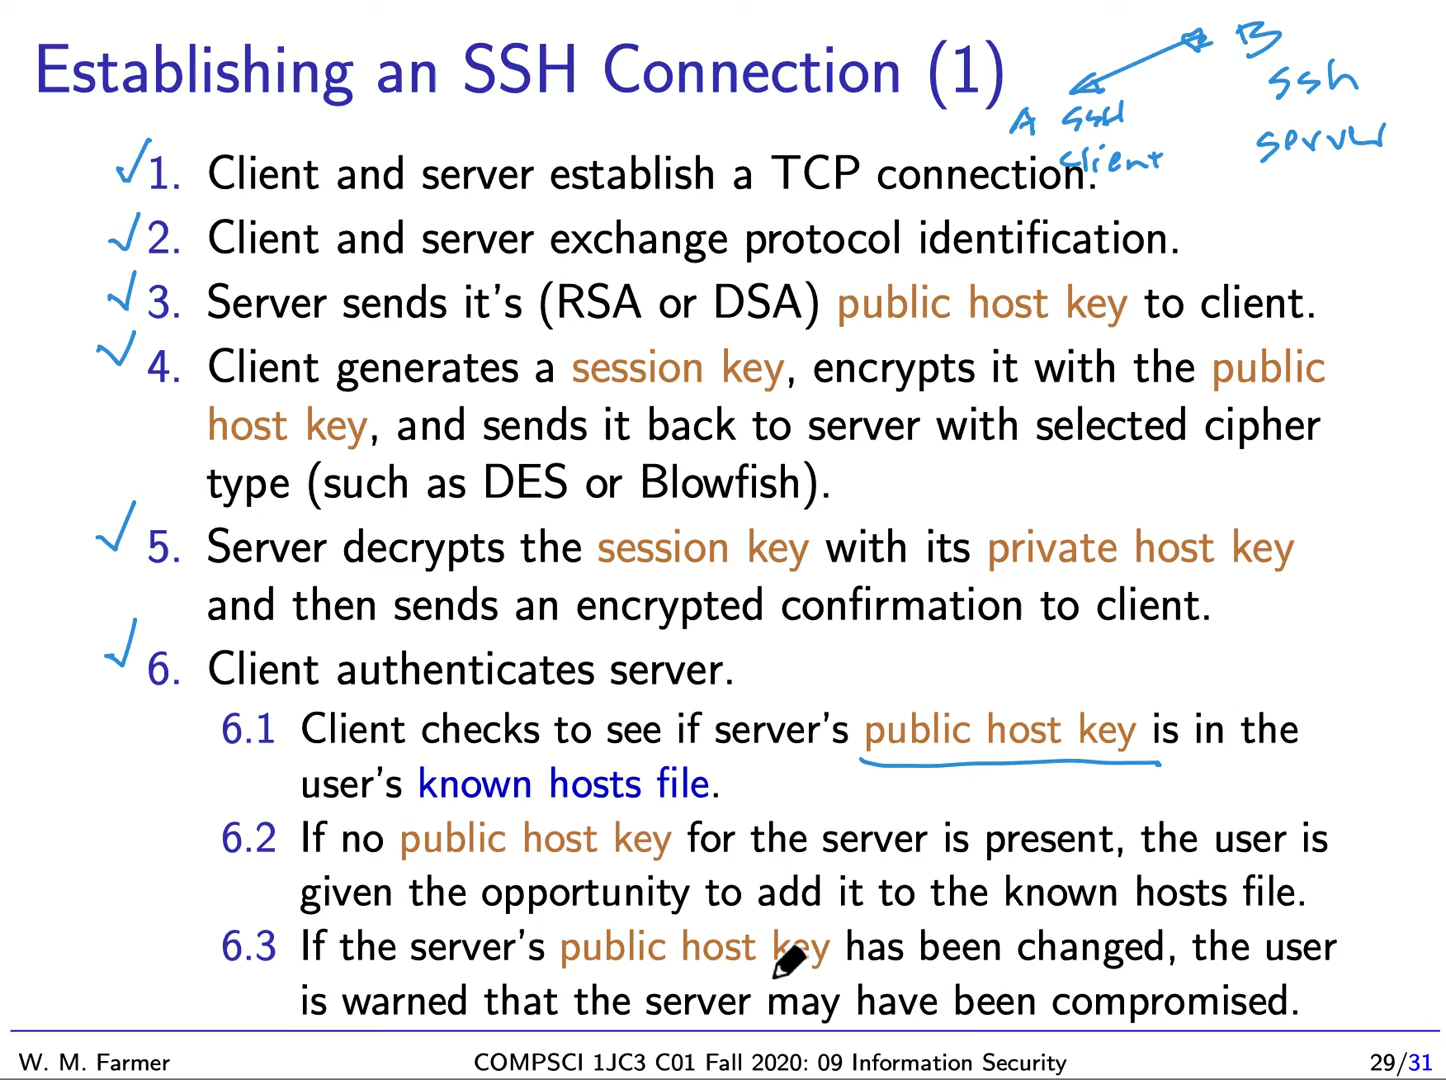 Establishing an SSH Connection (1)
B
ssh
server
A SSH
client
1. Client and server establish a TCP connection.
2. Client and server exchange protocol identification.
3. Server sends it's (RSA or DSA) public host key to client.
4. Client generates a session key, encrypts it with the public
host key, and sends it back to server with selected cipher
type (such as DES or Blowfish).
5. Server decrypts the session key with its private host key
and then sends an encrypted confirmation to client.
6. Client authenticates server.
6.1 Client checks to see if server's public host key is in the
user's known hosts file.
6.2 If no public host key for the server is present, the user is
given the opportunity to add it to the known hosts file.
6.3 If the server's public host key has been changed, the user
is warned that the server may have been compromised.
W. M. Farmer COMPSCI 1JC3 C01 Fall 2020: 09 Information Security 29/31